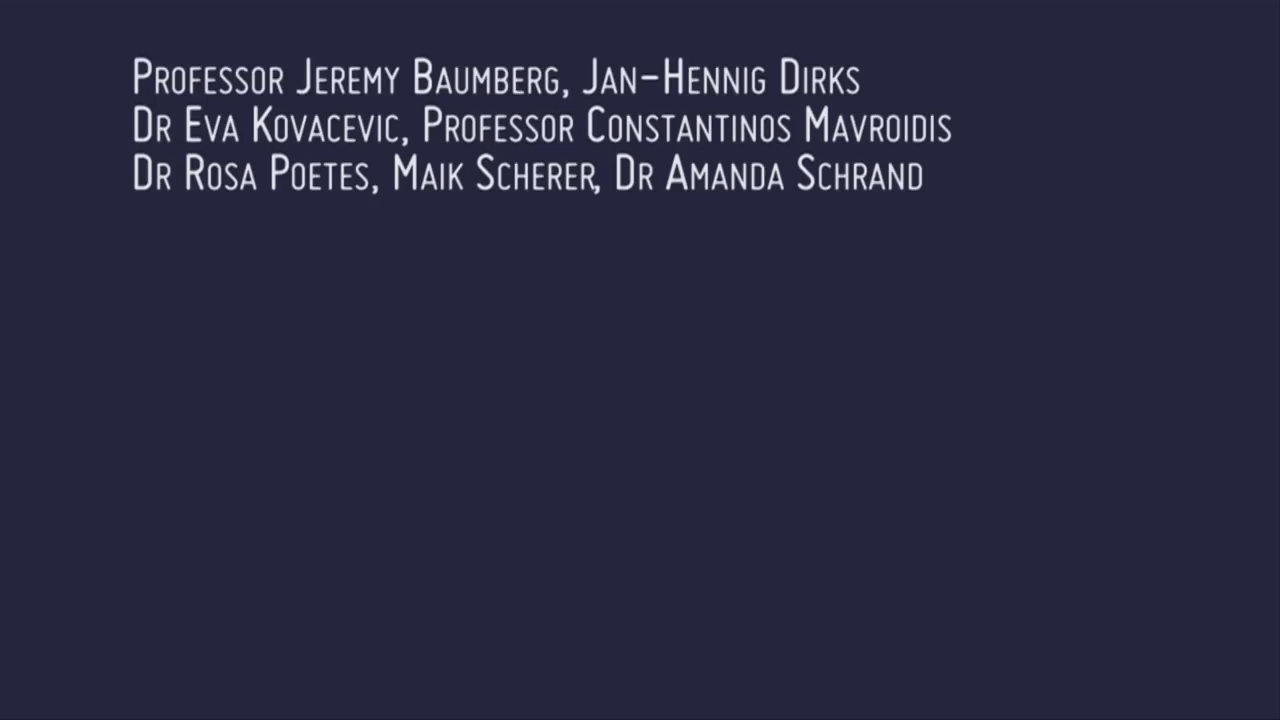 Professor Jeremy Baumberg, Jan-Hennig Dirks
Dr Eva Kovacevic, Professor Constantinos Mavroidis
Dr Rosa Poetes, Maik Scherer, Dr Amanda Schrand